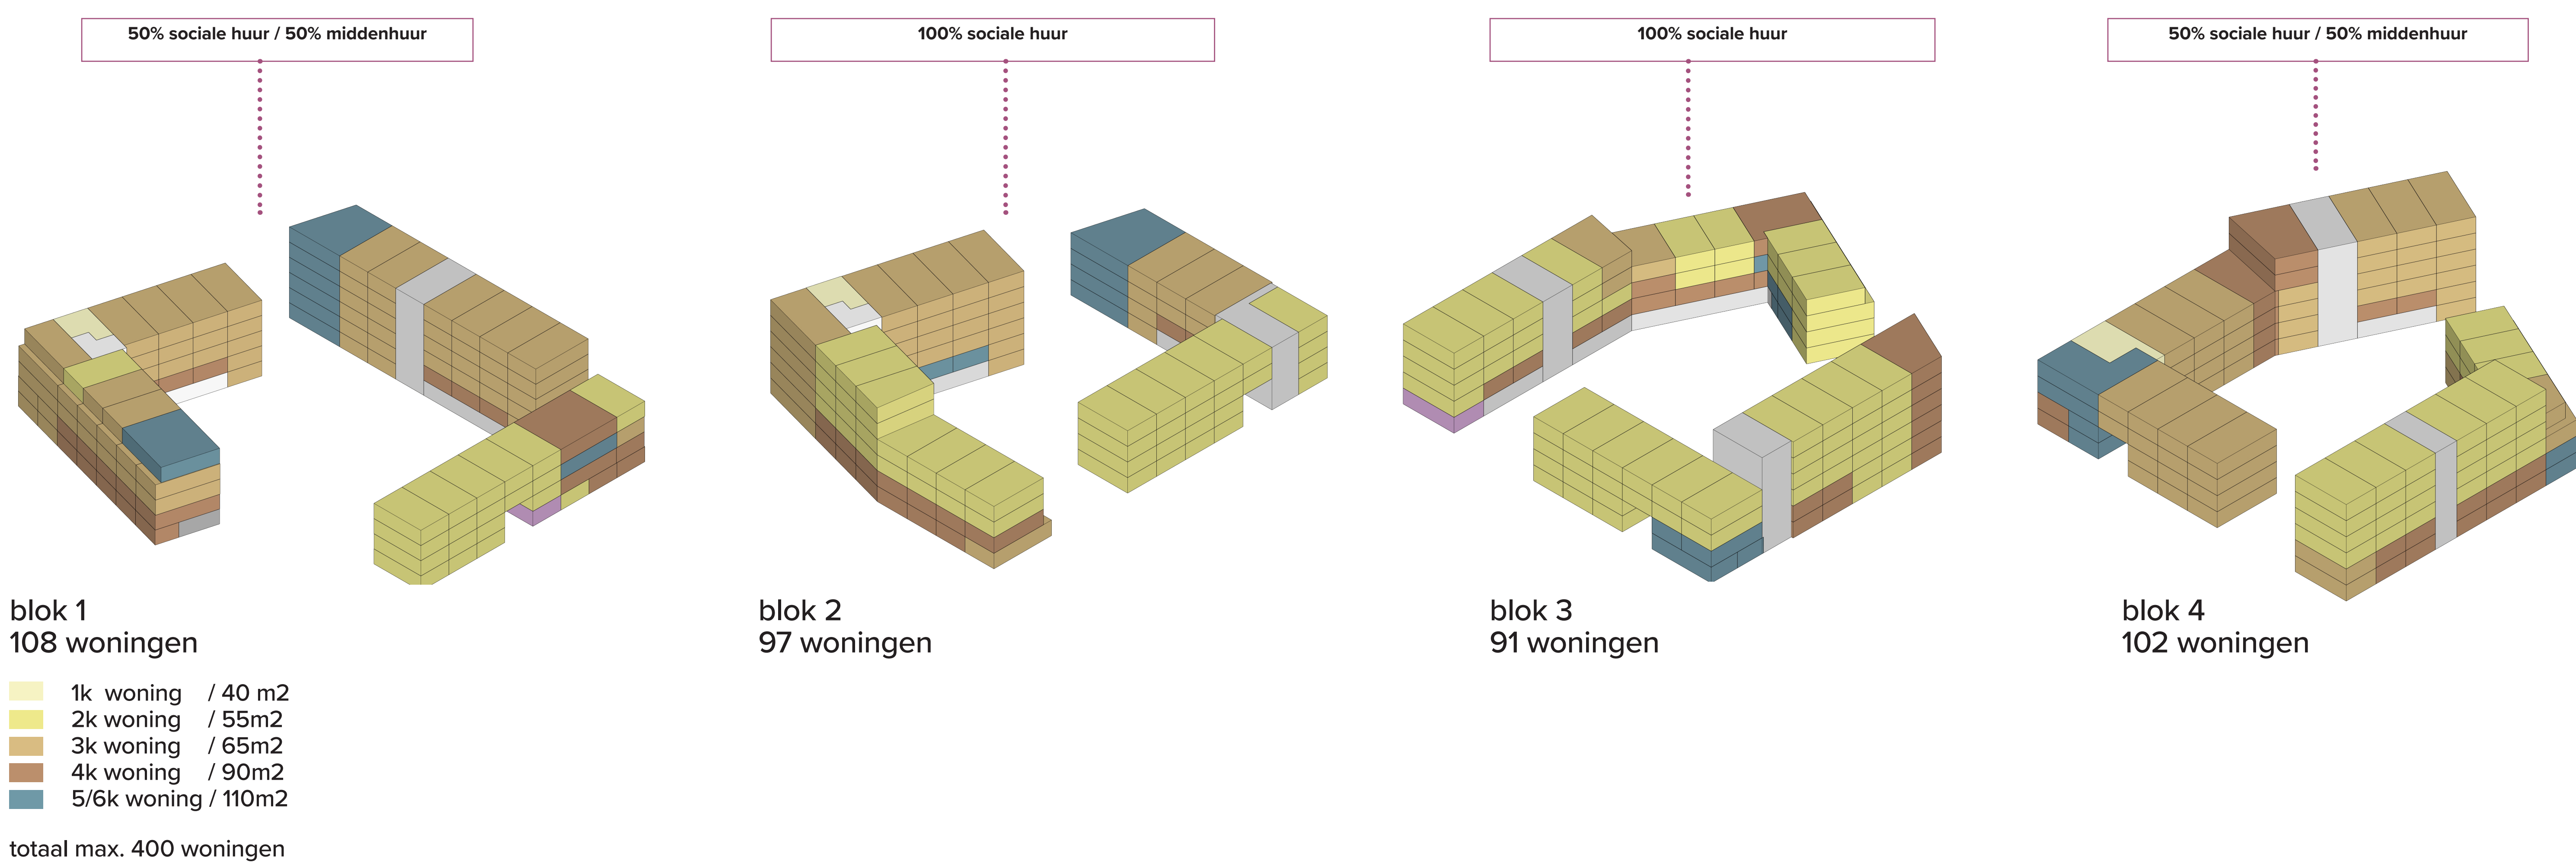 50% sociale huur / 50% middenhuur
100% sociale huur
100% sociale huur
50% sociale huur / 50% middenhuur
blok 1
108 woningen
blok 2
97 woningen
blok 3
91 woningen
blok 4
102 woningen
1k woning / 40 m2
2k woning / 55m2
3k woning / 65m2
4k woning / 90m2
5/6k woning / 110m2
totaal max. 400 woningen